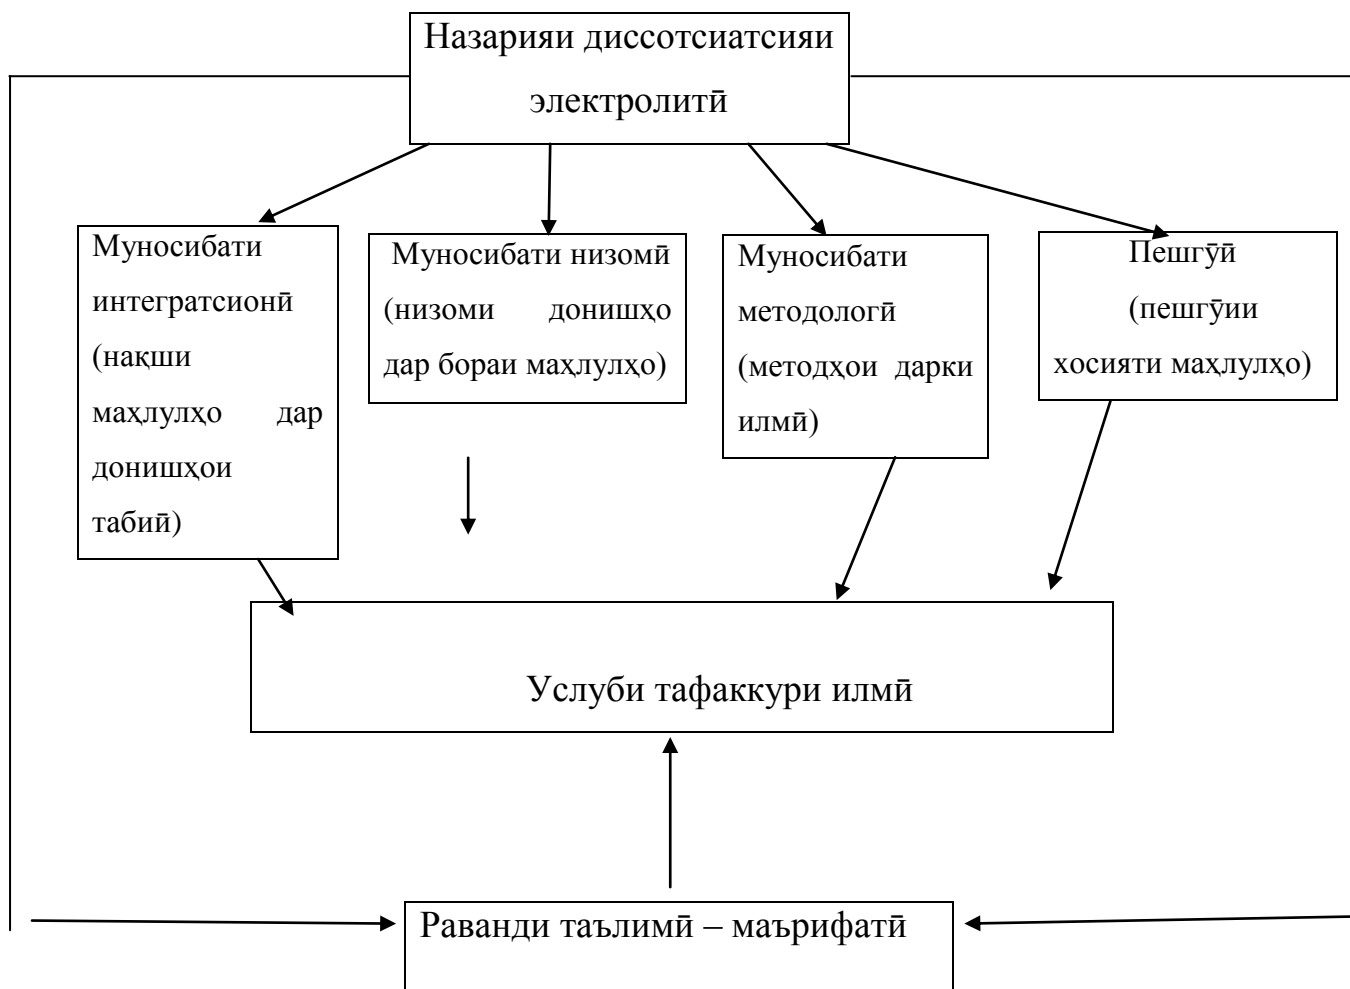 Назарияи диссотсиатсияи
электролитӣ
Муносибати
интегратсионӣ
(нақши
маҳлулҳо дар
донишҳои
табиӣ)
Муносибати низомӣ
(низоми донишҳо
дар бораи маҳлулҳо)
Муносибати
методологӣ
(методҳои дарки
илмӣ)
Пешгӯӣ
(пешгӯии
хосияти маҳлулҳо)
Услуби тафаккури илмӣ
Раванди таълимӣ – маърифатӣ